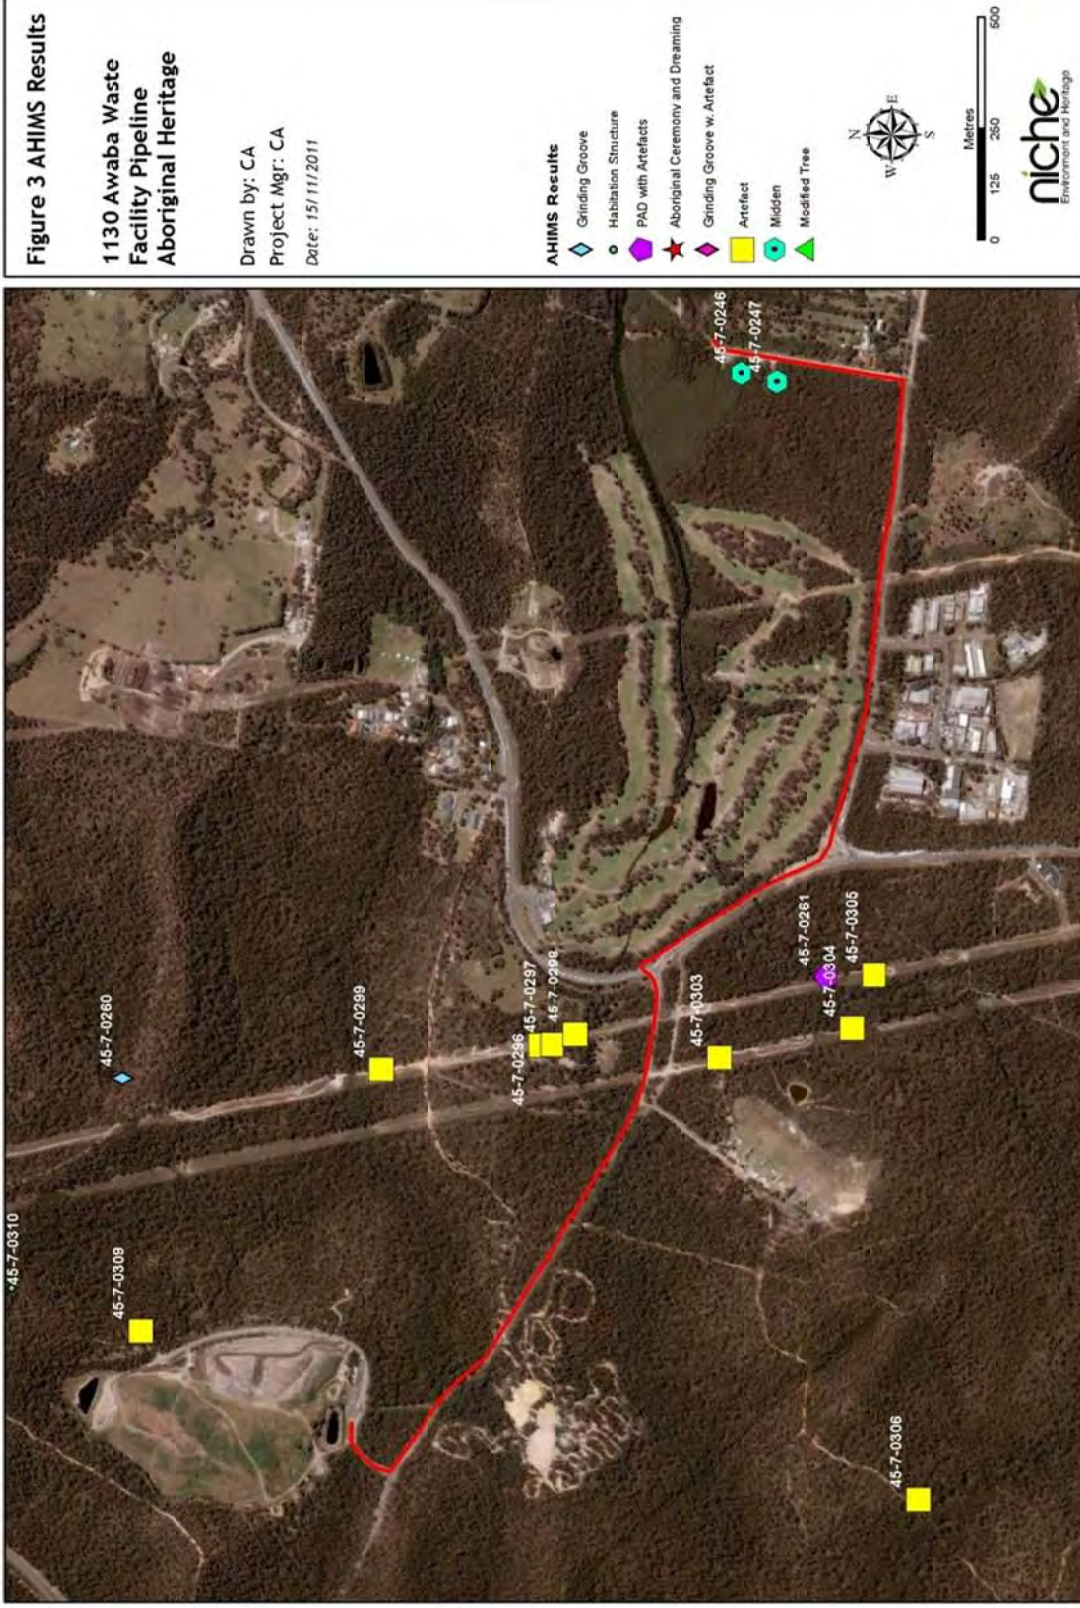 Figure 3 AHIMS Results
1130 Awaba Waste
Facility Pipeline
Aboriginal Heritage
Drawn by: CA
Project Mgr: CA
Date: 15/11/2011
AHIMS Results
Grinding Groove
Habitation Structure
PAD with Artefacts
Aboriginal Ceremony and Dreaming
Grinding Groove w. Artefact
Artefact
Midden
Modified Tree
N
W
E
S
Metres
0 125 250 500
niche
Environment and Heritage
45-7-0310
45-7-0309
45-7-0260
45-7-0299
45-7-0296
45-7-0297
45-7-0298
45-7-0303
45-7-0261
45-7-0304
45-7-0305
45-7-0306
45-7-0246
45-7-0247